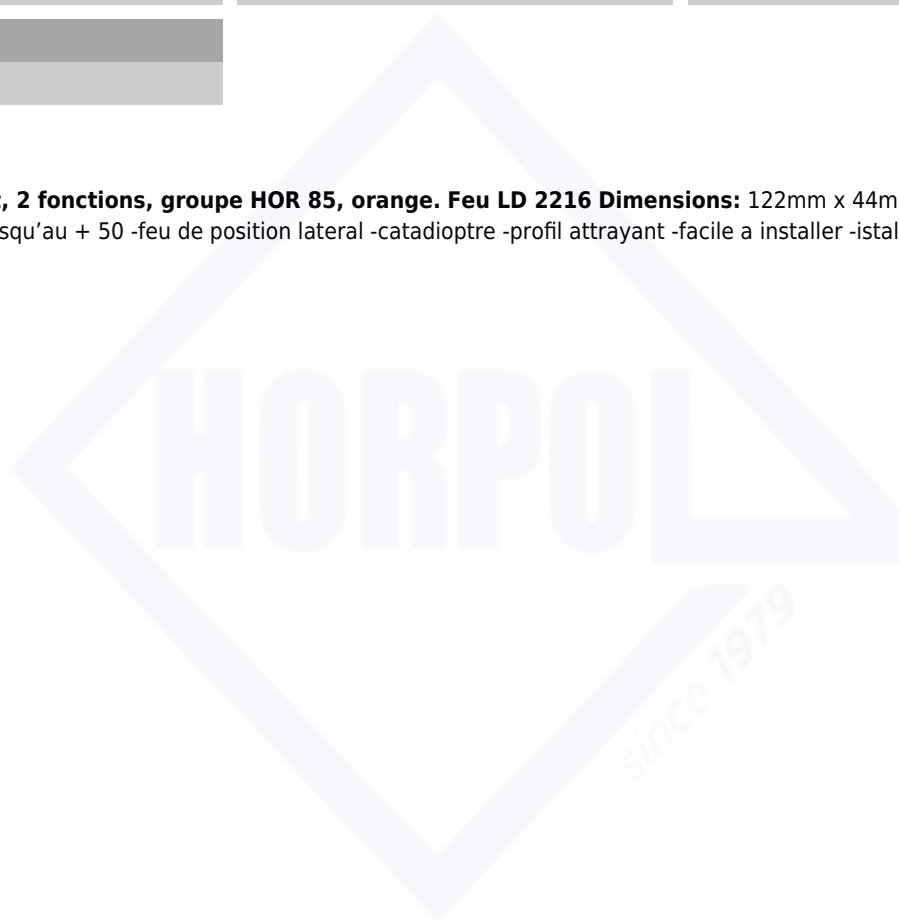 , 2 fonctions, groupe HOR 85, orange. Feu LD 2216 Dimensions: 122mm x 44m
squ'au + 50 -feu de position lateral -catadioptre -profil attrayant -facile a installer -istal
HORPOL
since 1979